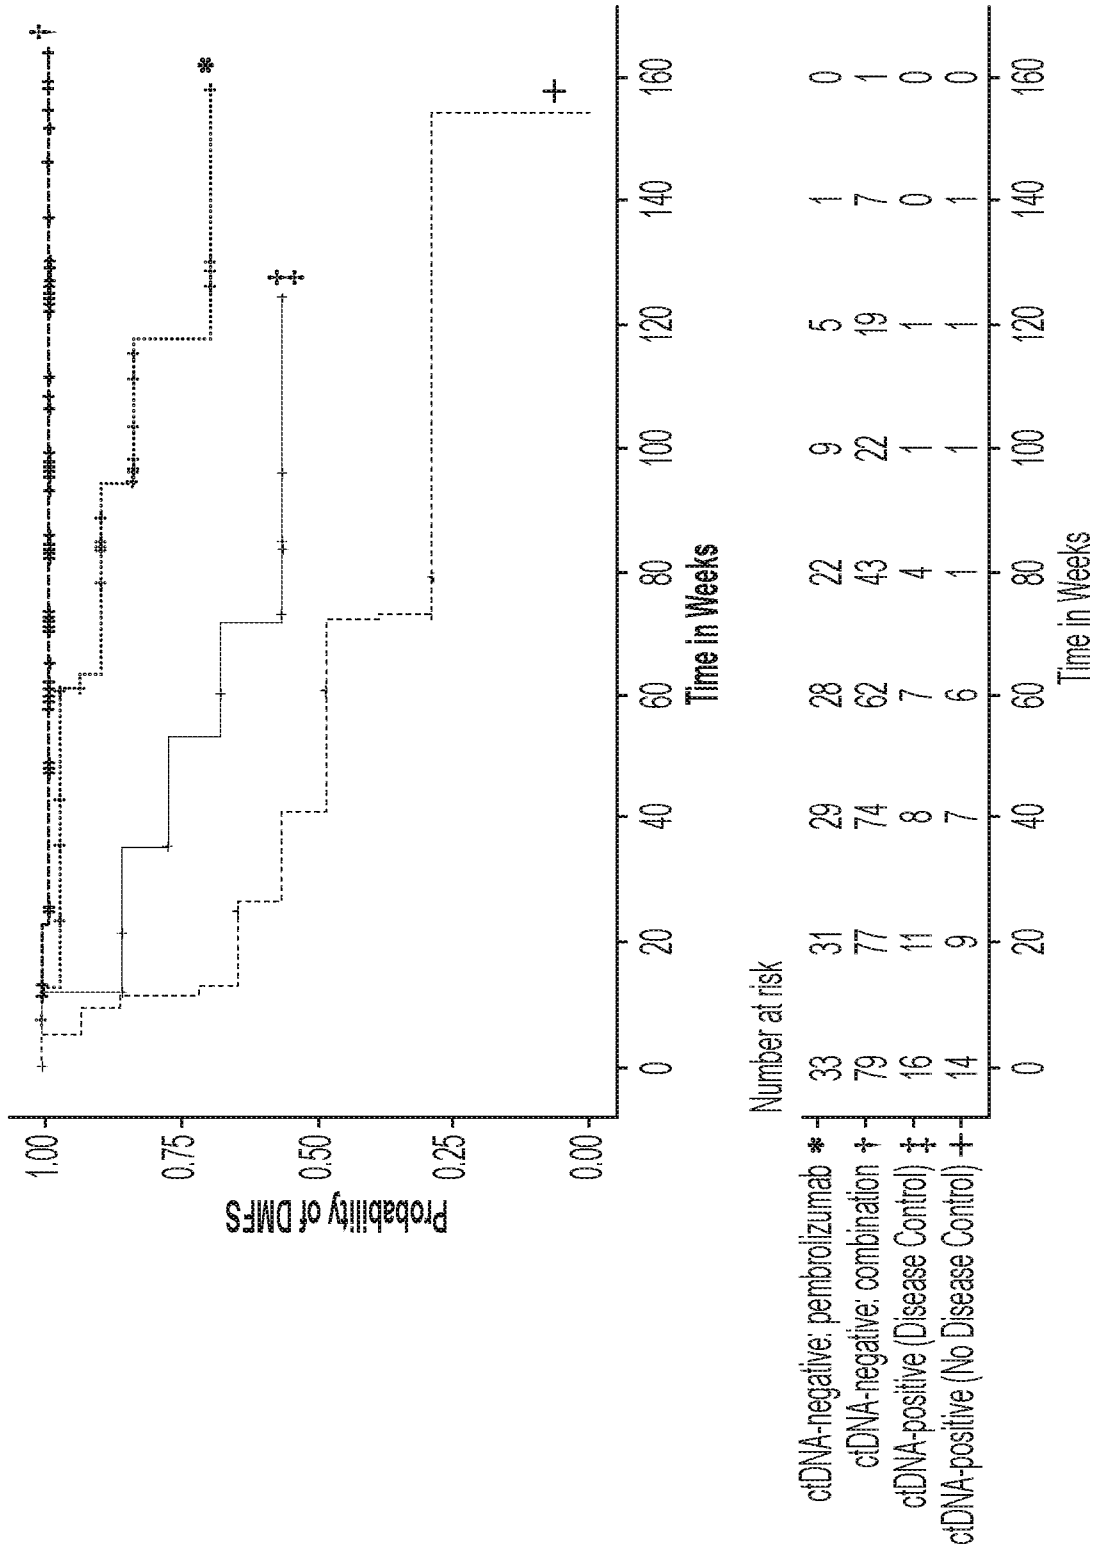 Probability of DMFS
1.00
0.75
0.50
0.25
0.00
†
*
‡
+
0 20 40 60 80 100 120 140 160
Time in Weeks
Number at risk
ctDNA-negative: pembrolizumab * 33 31 29 28 22 9 5 1 0
ctDNA-negative: combination † 79 77 74 62 43 22 19 7 1
ctDNA-positive (Disease Control) ‡ 16 11 8 7 4 1 1 0 0
ctDNA-positive (No Disease Control) + 14 9 7 6 1 1 1 1 0
0 20 40 60 80 100 120 140 160
Time in Weeks